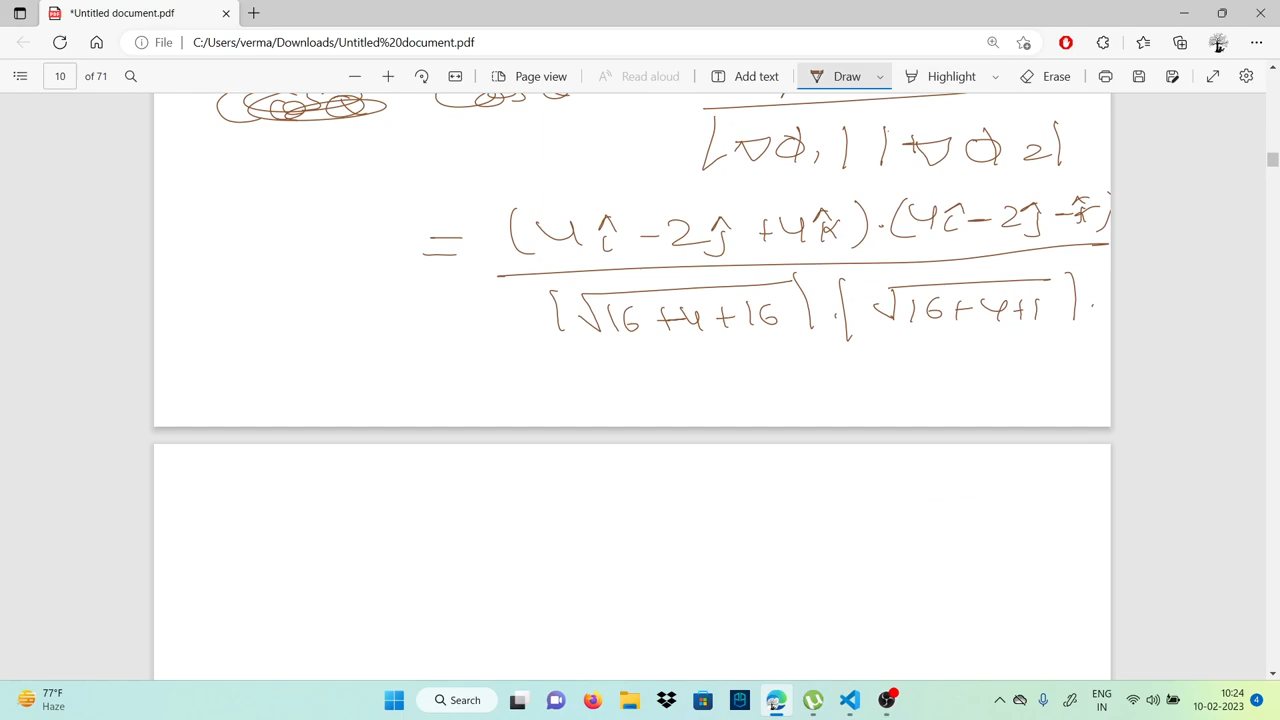 *Untitled document.pdf
File C:/Users/verma/Downloads/Untitled%20document.pdf
10 of 71 Page view Read aloud Add text Draw Highlight Erase
cos θ
|∇ϕ₁| |∇ϕ₂|
= (4î - 2ĵ + 4k̂) · (4î - 2ĵ - k̂)
[√16+4+16] · [√16+4+1] ·
77°F
Haze
Search
ENG
IN
10:24
10-02-2023
4